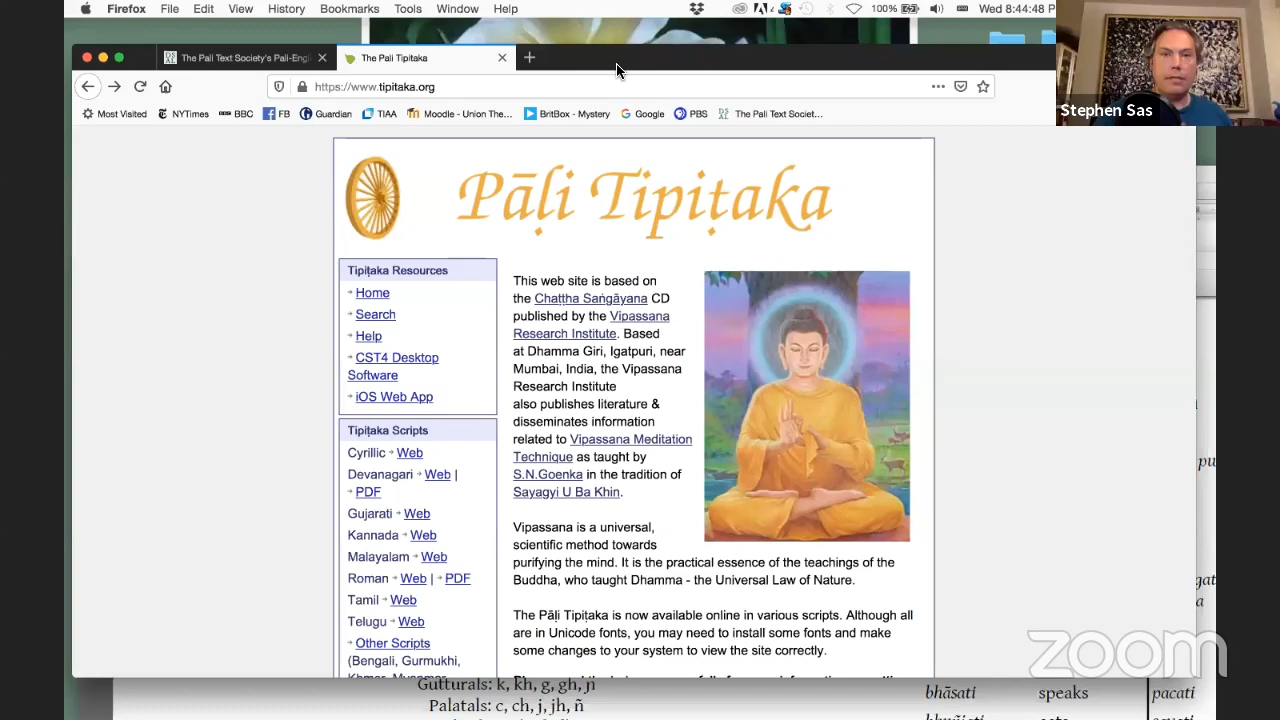 Firefox File Edit View History Bookmarks Tools Window Help
100% Wed 8:44:48 P
The Pali Text Society's Pali-Engli
The Pali Tipitaka
https://www.tipitaka.org
Most Visited NYTimes BBC FB Guardian TIAA Moodle - Union The... BritBox - Mystery Google PBS The Pali Text Societ...
Stephen Sas
Pāḷi Tipiṭaka
Tipiṭaka Resources
Home
Search
Help
CST4 Desktop
Software
iOS Web App
Tipiṭaka Scripts
Cyrillic Web
Devanagari Web |
PDF
Gujarati Web
Kannada Web
Malayalam Web
Roman Web | PDF
Tamil Web
Telugu Web
Other Scripts
(Bengali, Gurmukhi,
This web site is based on
the Chaṭṭha Saṅgāyana CD
published by the Vipassana
Research Institute. Based
at Dhamma Giri, Igatpuri, near
Mumbai, India, the Vipassana
Research Institute
also publishes literature &
disseminates information
related to Vipassana Meditation
Technique as taught by
S.N.Goenka in the tradition of
Sayagyi U Ba Khin.
Vipassana is a universal,
scientific method towards
purifying the mind. It is the practical essence of the teachings of the
Buddha, who taught Dhamma - the Universal Law of Nature.
The Pāḷi Tipiṭaka is now available online in various scripts. Although all
are in Unicode fonts, you may need to install some fonts and make
some changes to your system to view the site correctly.
pu
gat
a
zoom
Gutturals: k, kh, g, gh, ɲ
Palatals: c, ch, j, jh, ñ
bhāsati speaks pacati